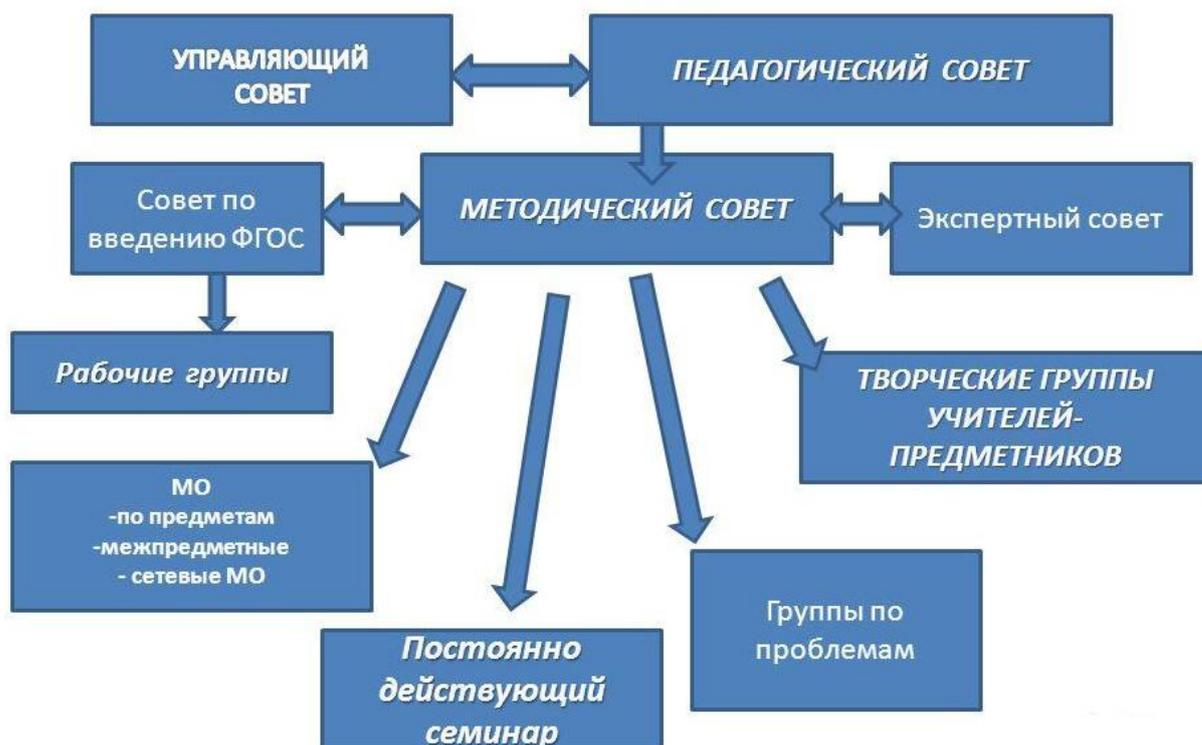 УПРАВЛЯЮЩИЙ
СОВЕТ
ПЕДАГОГИЧЕСКИЙ СОВЕТ
Совет по
введению ФГОС
МЕТОДИЧЕСКИЙ СОВЕТ
Экспертный совет
Рабочие группы
ТВОРЧЕСКИЕ ГРУППЫ
УЧИТЕЛЕЙ-
ПРЕДМЕТНИКОВ
МО
-по предметам
-межпредметные
- сетевые МО
Группы по
проблемам
Постоянно
действующий
семинар